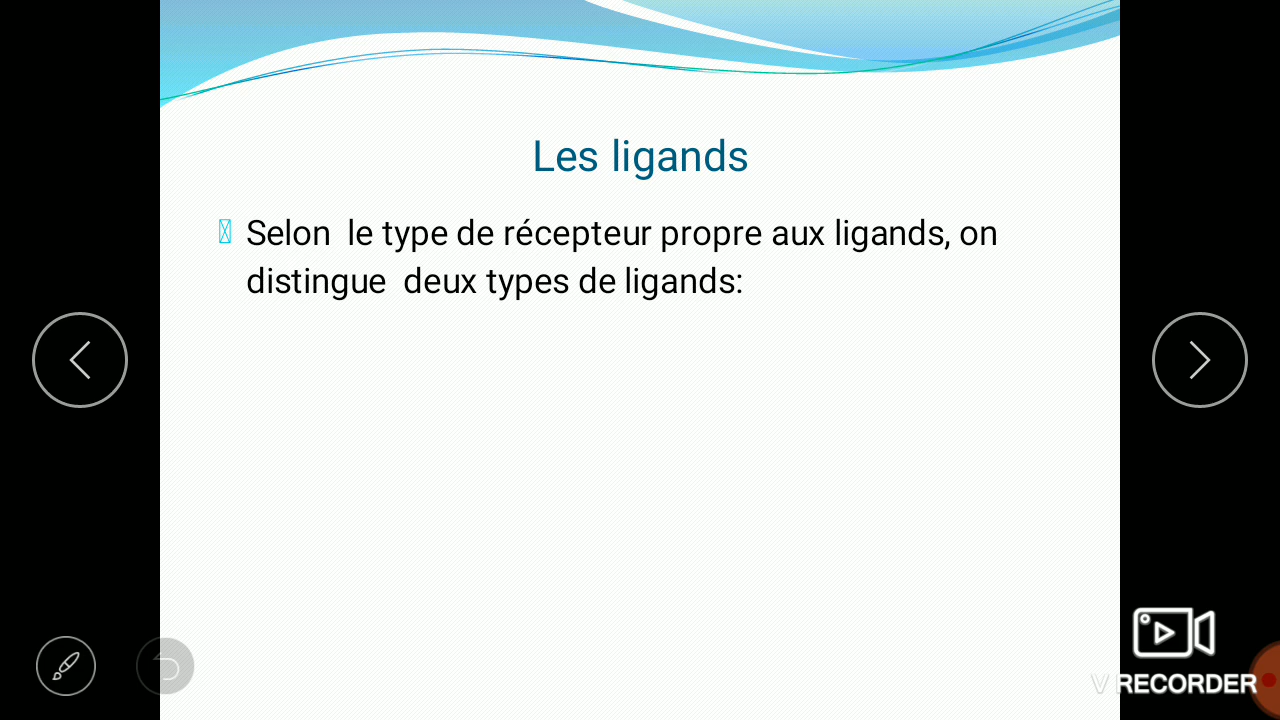 Les ligands
Selon le type de récepteur propre aux ligands, on
distingue deux types de ligands:
V RECORDER